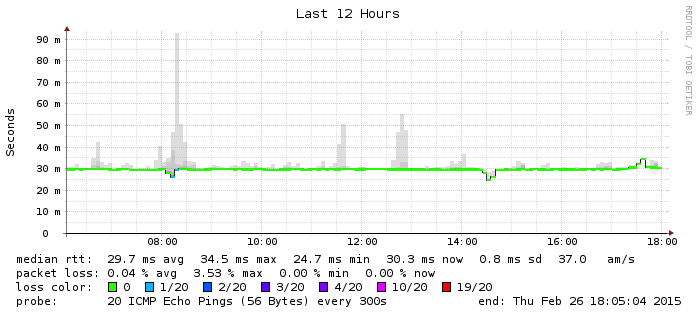 Last 12 Hours
RRDTOOL / TOBI OETIKER
Seconds
90 m
80 m
70 m
60 m
50 m
40 m
30 m
20 m
10 m
0
08:00 10:00 12:00 14:00 16:00 18:00
median rtt: 29.7 ms avg 34.5 ms max 24.7 ms min 30.3 ms now 0.8 ms sd 37.0 am/s
packet loss: 0.04 % avg 3.53 % max 0.00 % min 0.00 % now
loss color: 0 1/20 2/20 3/20 4/20 10/20 19/20
probe: 20 ICMP Echo Pings (56 Bytes) every 300s end: Thu Feb 26 18:05:04 2015